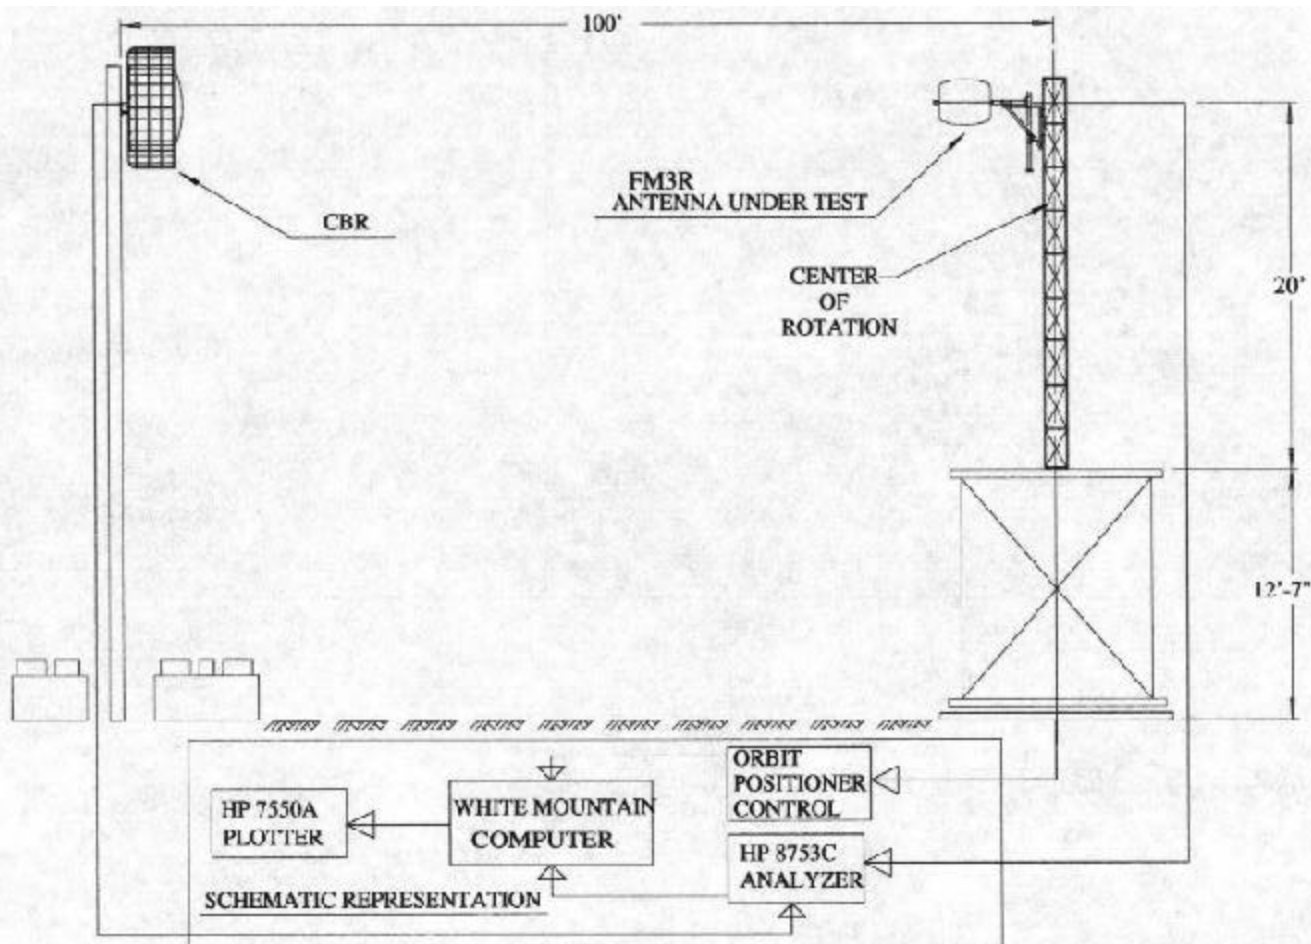 100'
FM3R
ANTENNA UNDER TEST
CBR
CENTER
OF
ROTATION
20'
12'-7"
ORBIT
POSITIONER
CONTROL
HP 7550A
PLOTTER
WHITE MOUNTAIN
COMPUTER
HP 8753C
ANALYZER
SCHEMATIC REPRESENTATION